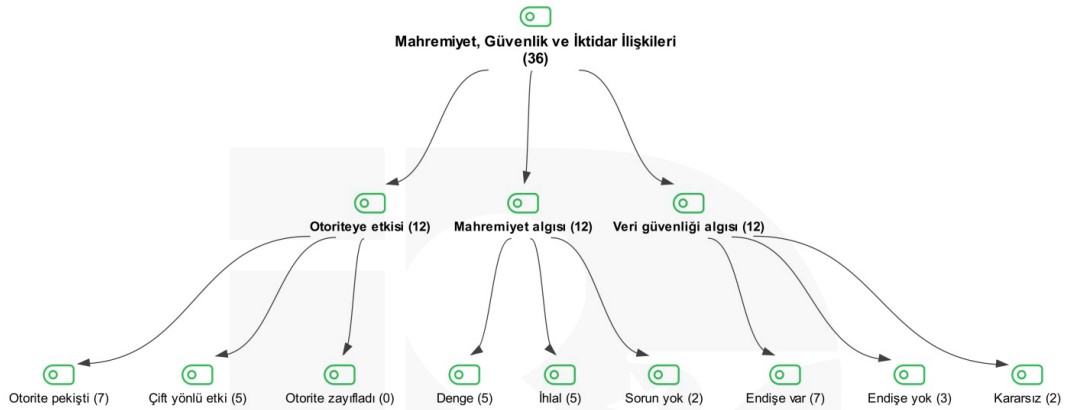 Mahremiyet, Güvenlik ve İktidar İlişkileri
(36)
Otoriteye etkisi (12)
Mahremiyet algısı (12)
Veri güvenliği algısı (12)
Otorite pekişti (7)
Çift yönlü etki (5)
Otorite zayıfladı (0)
Denge (5)
İhlal (5)
Sorun yok (2)
Endişe var (7)
Endişe yok (3)
Kararsız (2)